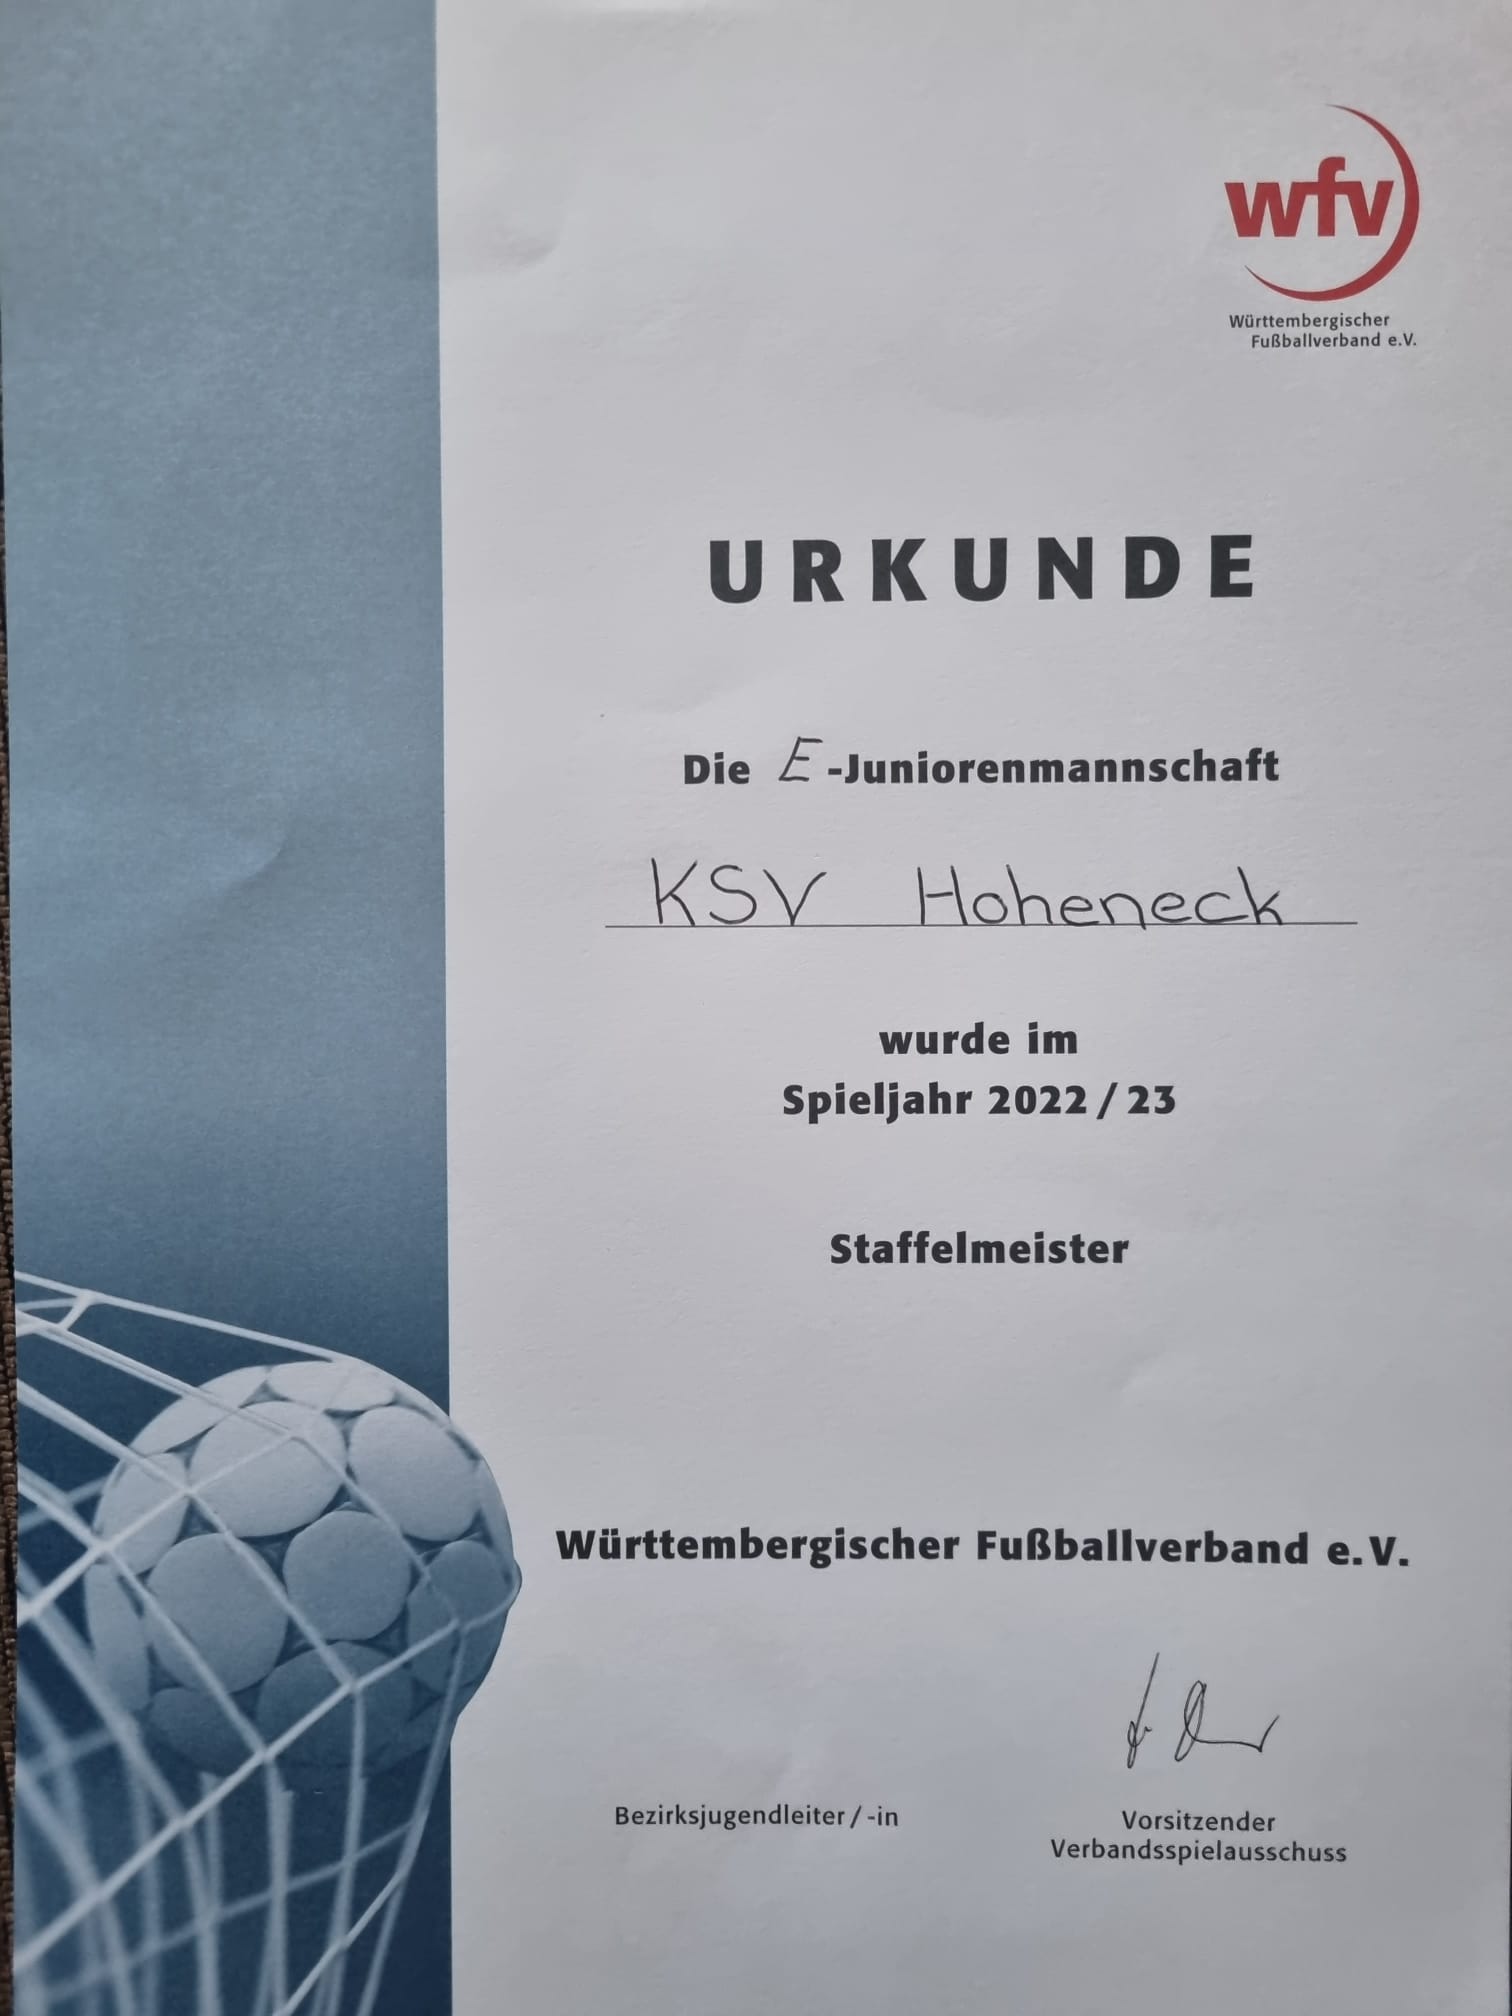 wfv
Württembergischer
Fußballverband e.V.
URKUNDE
Die E-Juniorenmannschaft
KSV Hoheneck
wurde im
Spieljahr 2022/23
Staffelmeister
Württembergischer Fußballverband e.V.
Bezirksjugendleiter/-in
Vorsitzender
Verbandsspielausschuss